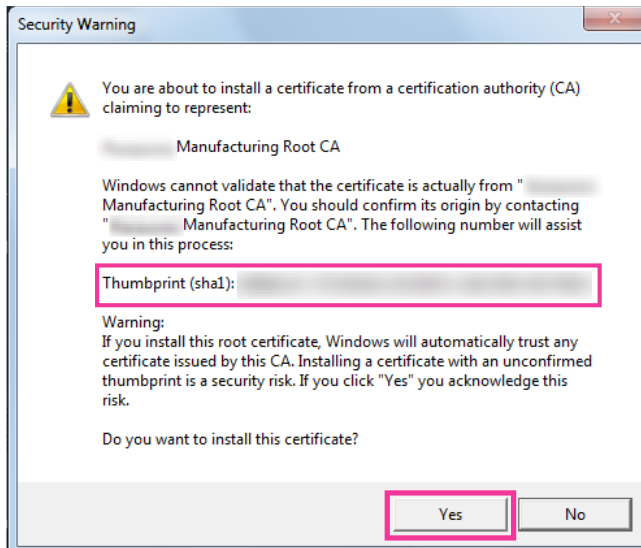 Security Warning
You are about to install a certificate from a certification authority (CA)
claiming to represent:
Manufacturing Root CA
Windows cannot validate that the certificate is actually from "
Manufacturing Root CA". You should confirm its origin by contacting
" Manufacturing Root CA". The following number will assist
you in this process:
Thumbprint (sha1):
Warning:
If you install this root certificate, Windows will automatically trust any
certificate issued by this CA. Installing a certificate with an unconfirmed
thumbprint is a security risk. If you click "Yes" you acknowledge this
risk.
Do you want to install this certificate?
Yes
No